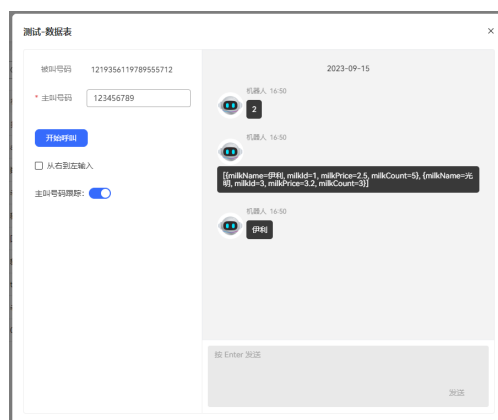 测试-数据表
×
被叫号码 1219356119789555712
* 主叫号码 123456789
开始呼叫
从右到左输入
主叫号码跟踪:
2023-09-15
机器人 16:50
2
机器人 16:50
[{milkName=伊利, milkId=1, milkPrice=2.5, milkCount=5}, {milkName=光
明, milkId=3, milkPrice=3.2, milkCount=3}]
机器人 16:50
伊利
按 Enter 发送
发送